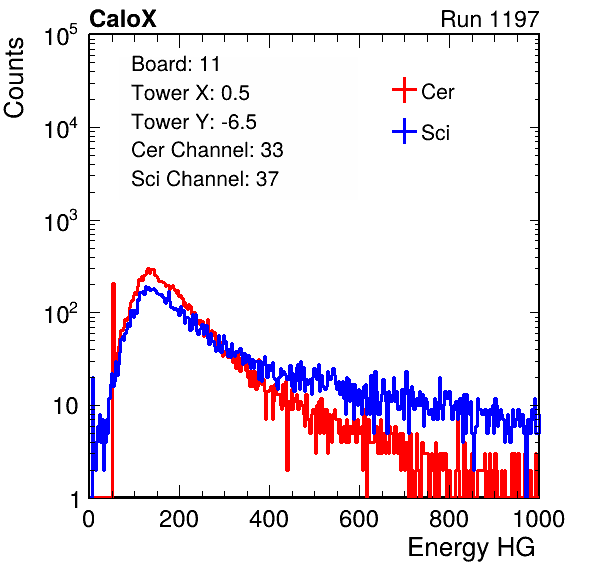 CaloX Run 1197
Counts
10^5
10^4
10^3
10^2
10
1
Board: 11
Tower X: 0.5
Tower Y: -6.5
Cer Channel: 33
Sci Channel: 37
Cer
Sci
0 200 400 600 800 1000
Energy HG